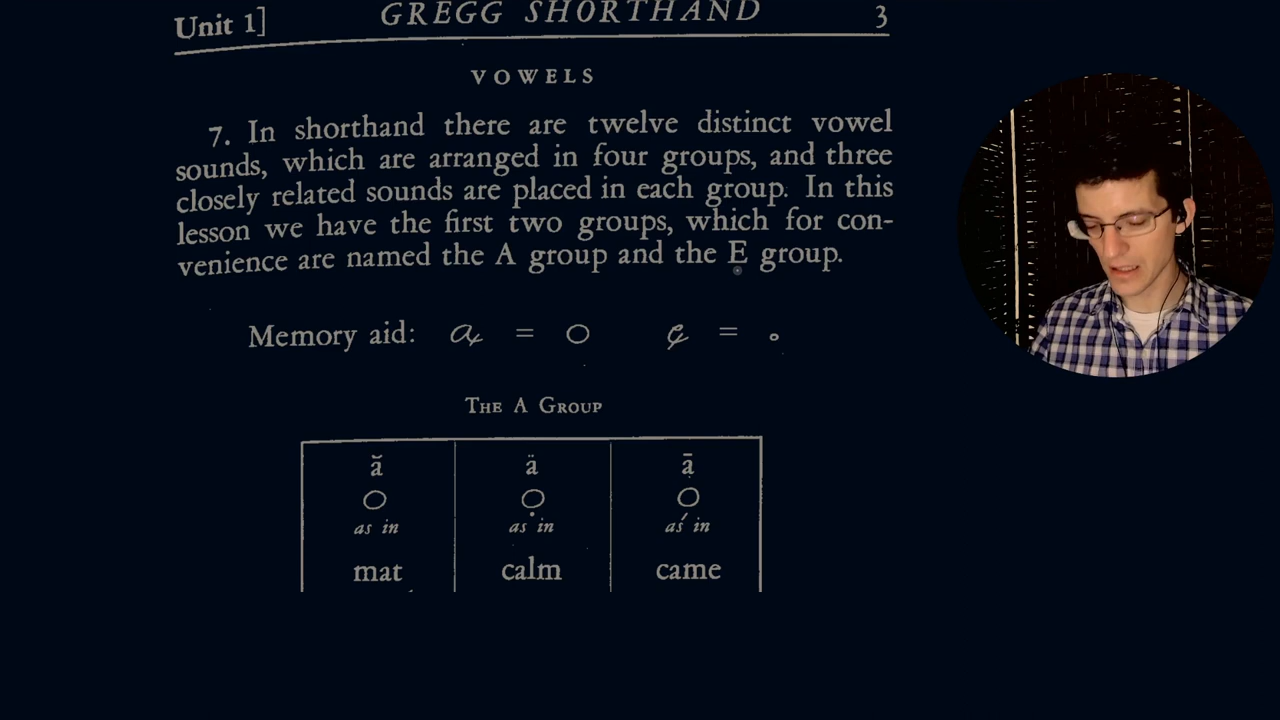 Unit 1] GREGG SHORTHAND 3
VOWELS
7. In shorthand there are twelve distinct vowel
sounds, which are arranged in four groups, and three
closely related sounds are placed in each group. In this
lesson we have the first two groups, which for con-
venience are named the A group and the E group.
Memory aid: a = o e = o
THE A GROUP
ă ä ā
as in as in as in
mat calm came